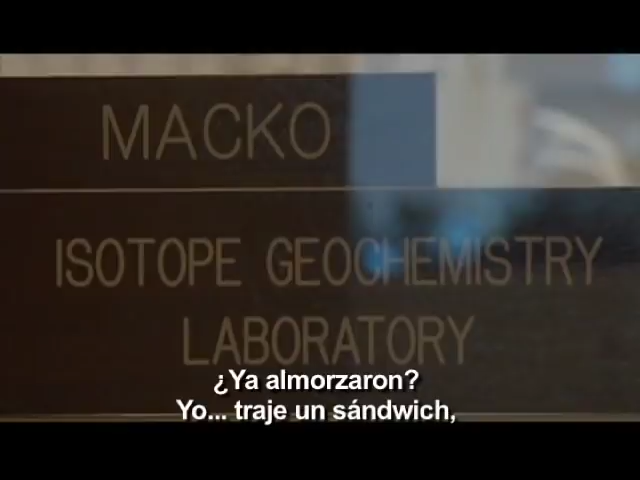 MACKO
ISOTOPE GEOCHEMISTRY
LABORATORY
¿Ya almorzaron?
Yo... traje un sándwich,